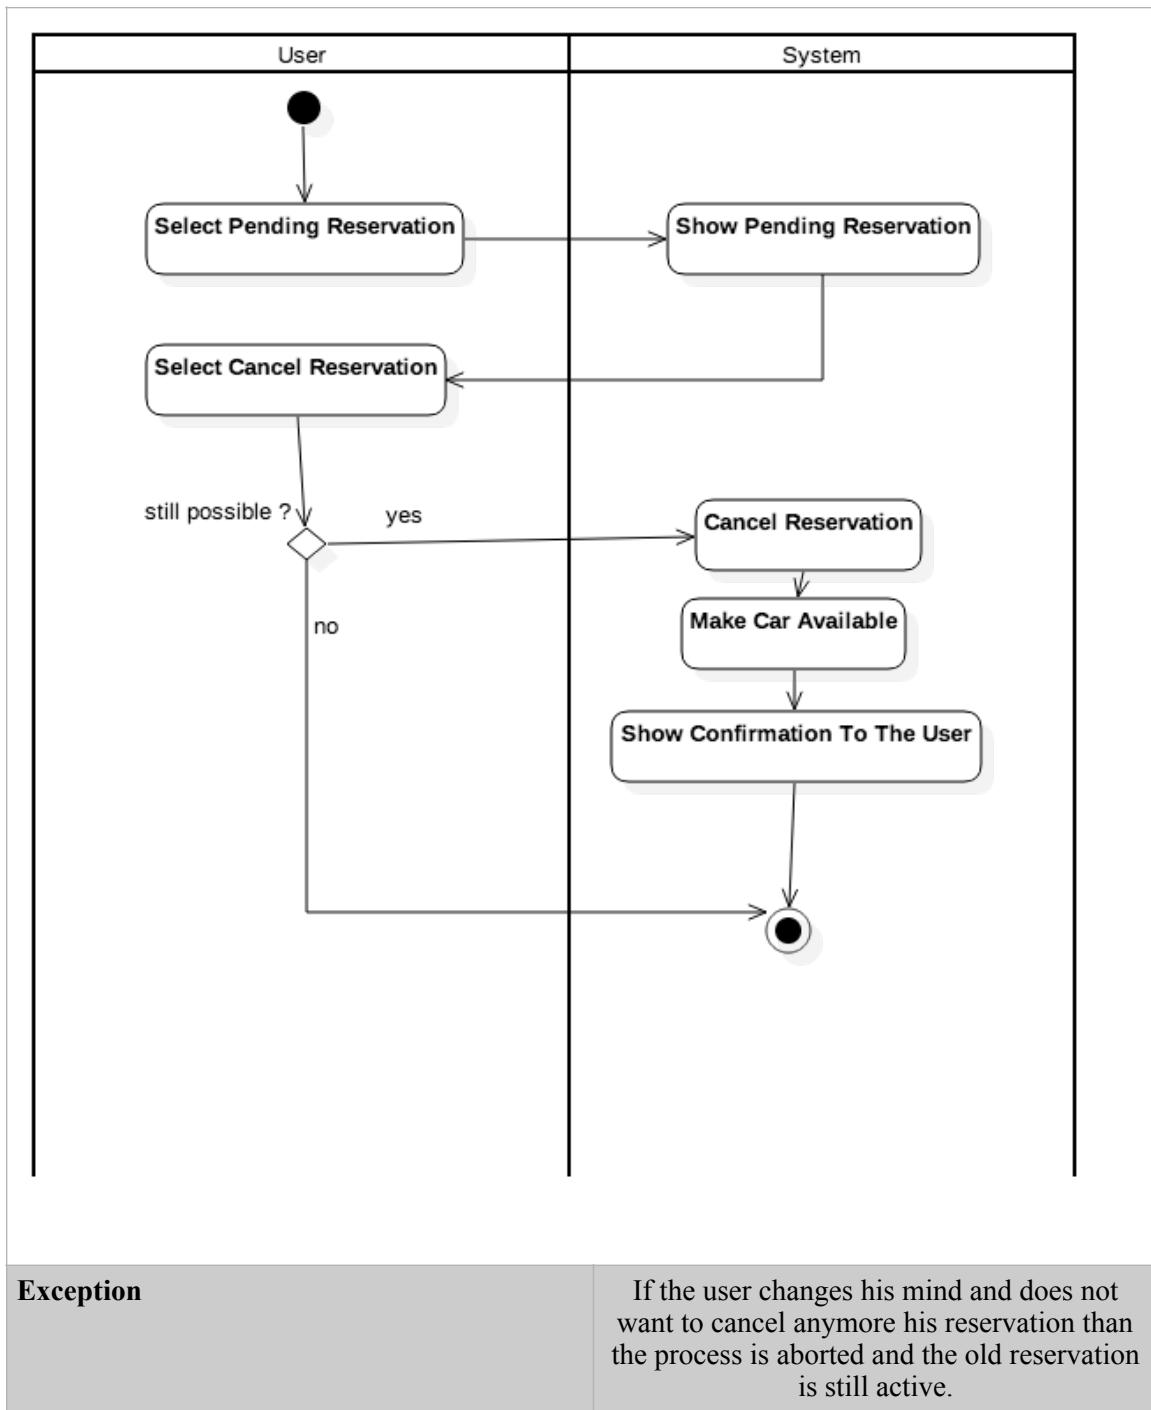 User
System
Select Pending Reservation
Show Pending Reservation
Select Cancel Reservation
still possible ?
yes
Cancel Reservation
no
Make Car Available
Show Confirmation To The User
Exception
If the user changes his mind and does not
want to cancel anymore his reservation than
the process is aborted and the old reservation
is still active.